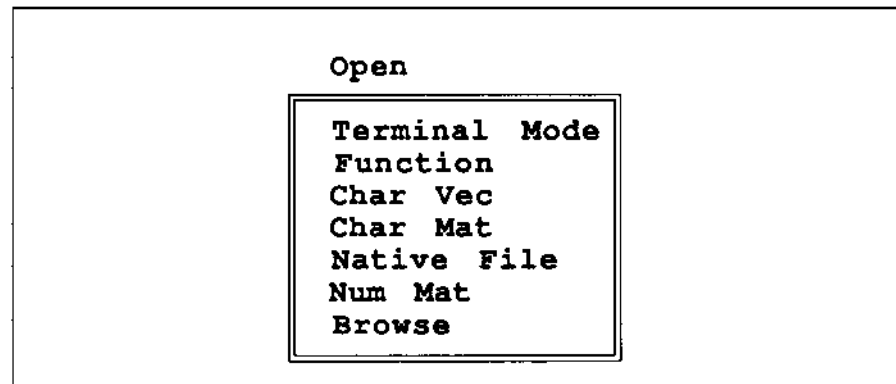 Open
Terminal Mode
Function
Char Vec
Char Mat
Native File
Num Mat
Browse